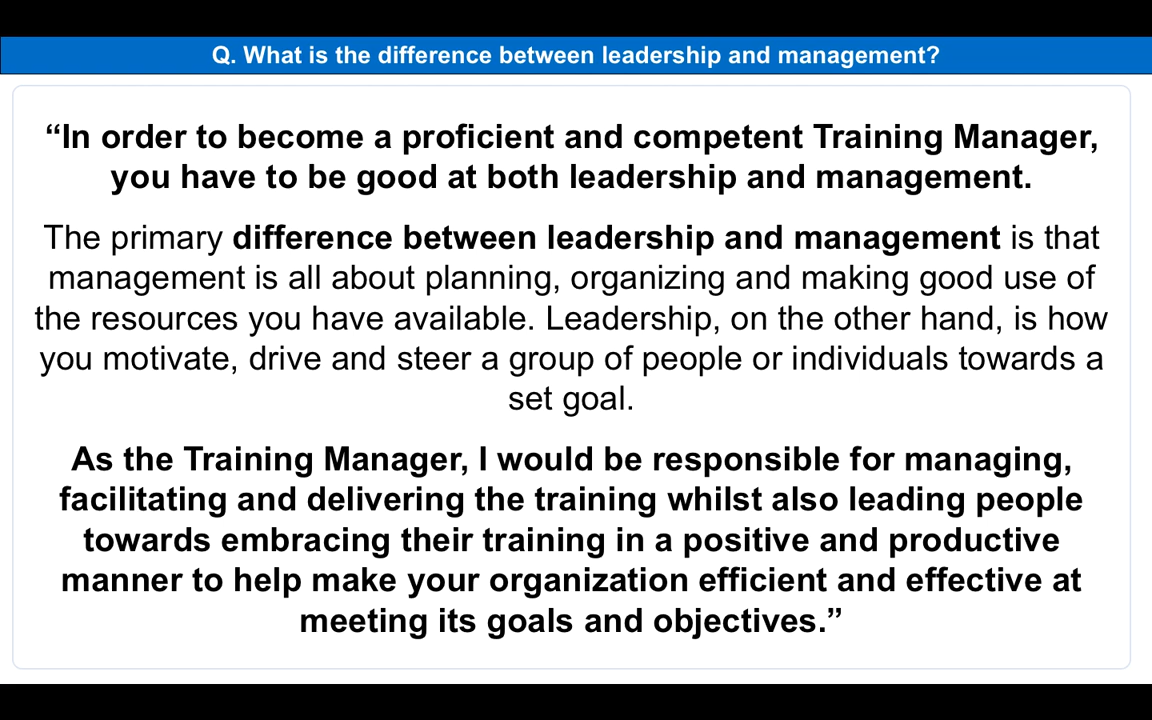 Q. What is the difference between leadership and management?
“In order to become a proficient and competent Training Manager,
you have to be good at both leadership and management.
The primary difference between leadership and management is that
management is all about planning, organizing and making good use of
the resources you have available. Leadership, on the other hand, is how
you motivate, drive and steer a group of people or individuals towards a
set goal.
As the Training Manager, I would be responsible for managing,
facilitating and delivering the training whilst also leading people
towards embracing their training in a positive and productive
manner to help make your organization efficient and effective at
meeting its goals and objectives.”